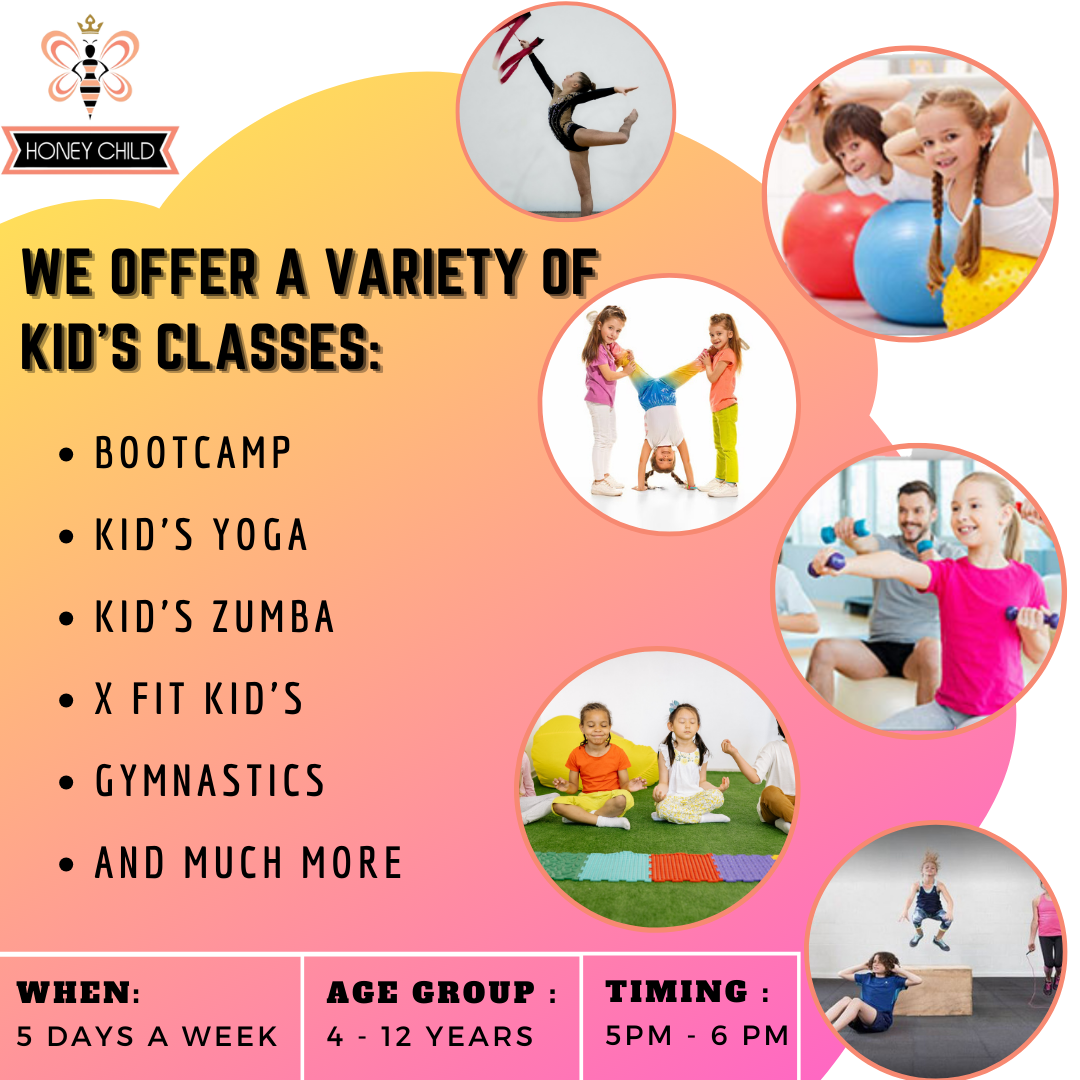 HONEY CHILD
WE OFFER A VARIETY OF
KID'S CLASSES:
• BOOTCAMP
• KID'S YOGA
• KID'S ZUMBA
• X FIT KID'S
• GYMNASTICS
• AND MUCH MORE
WHEN:
5 DAYS A WEEK
AGE GROUP :
4 - 12 YEARS
TIMING :
5PM - 6 PM